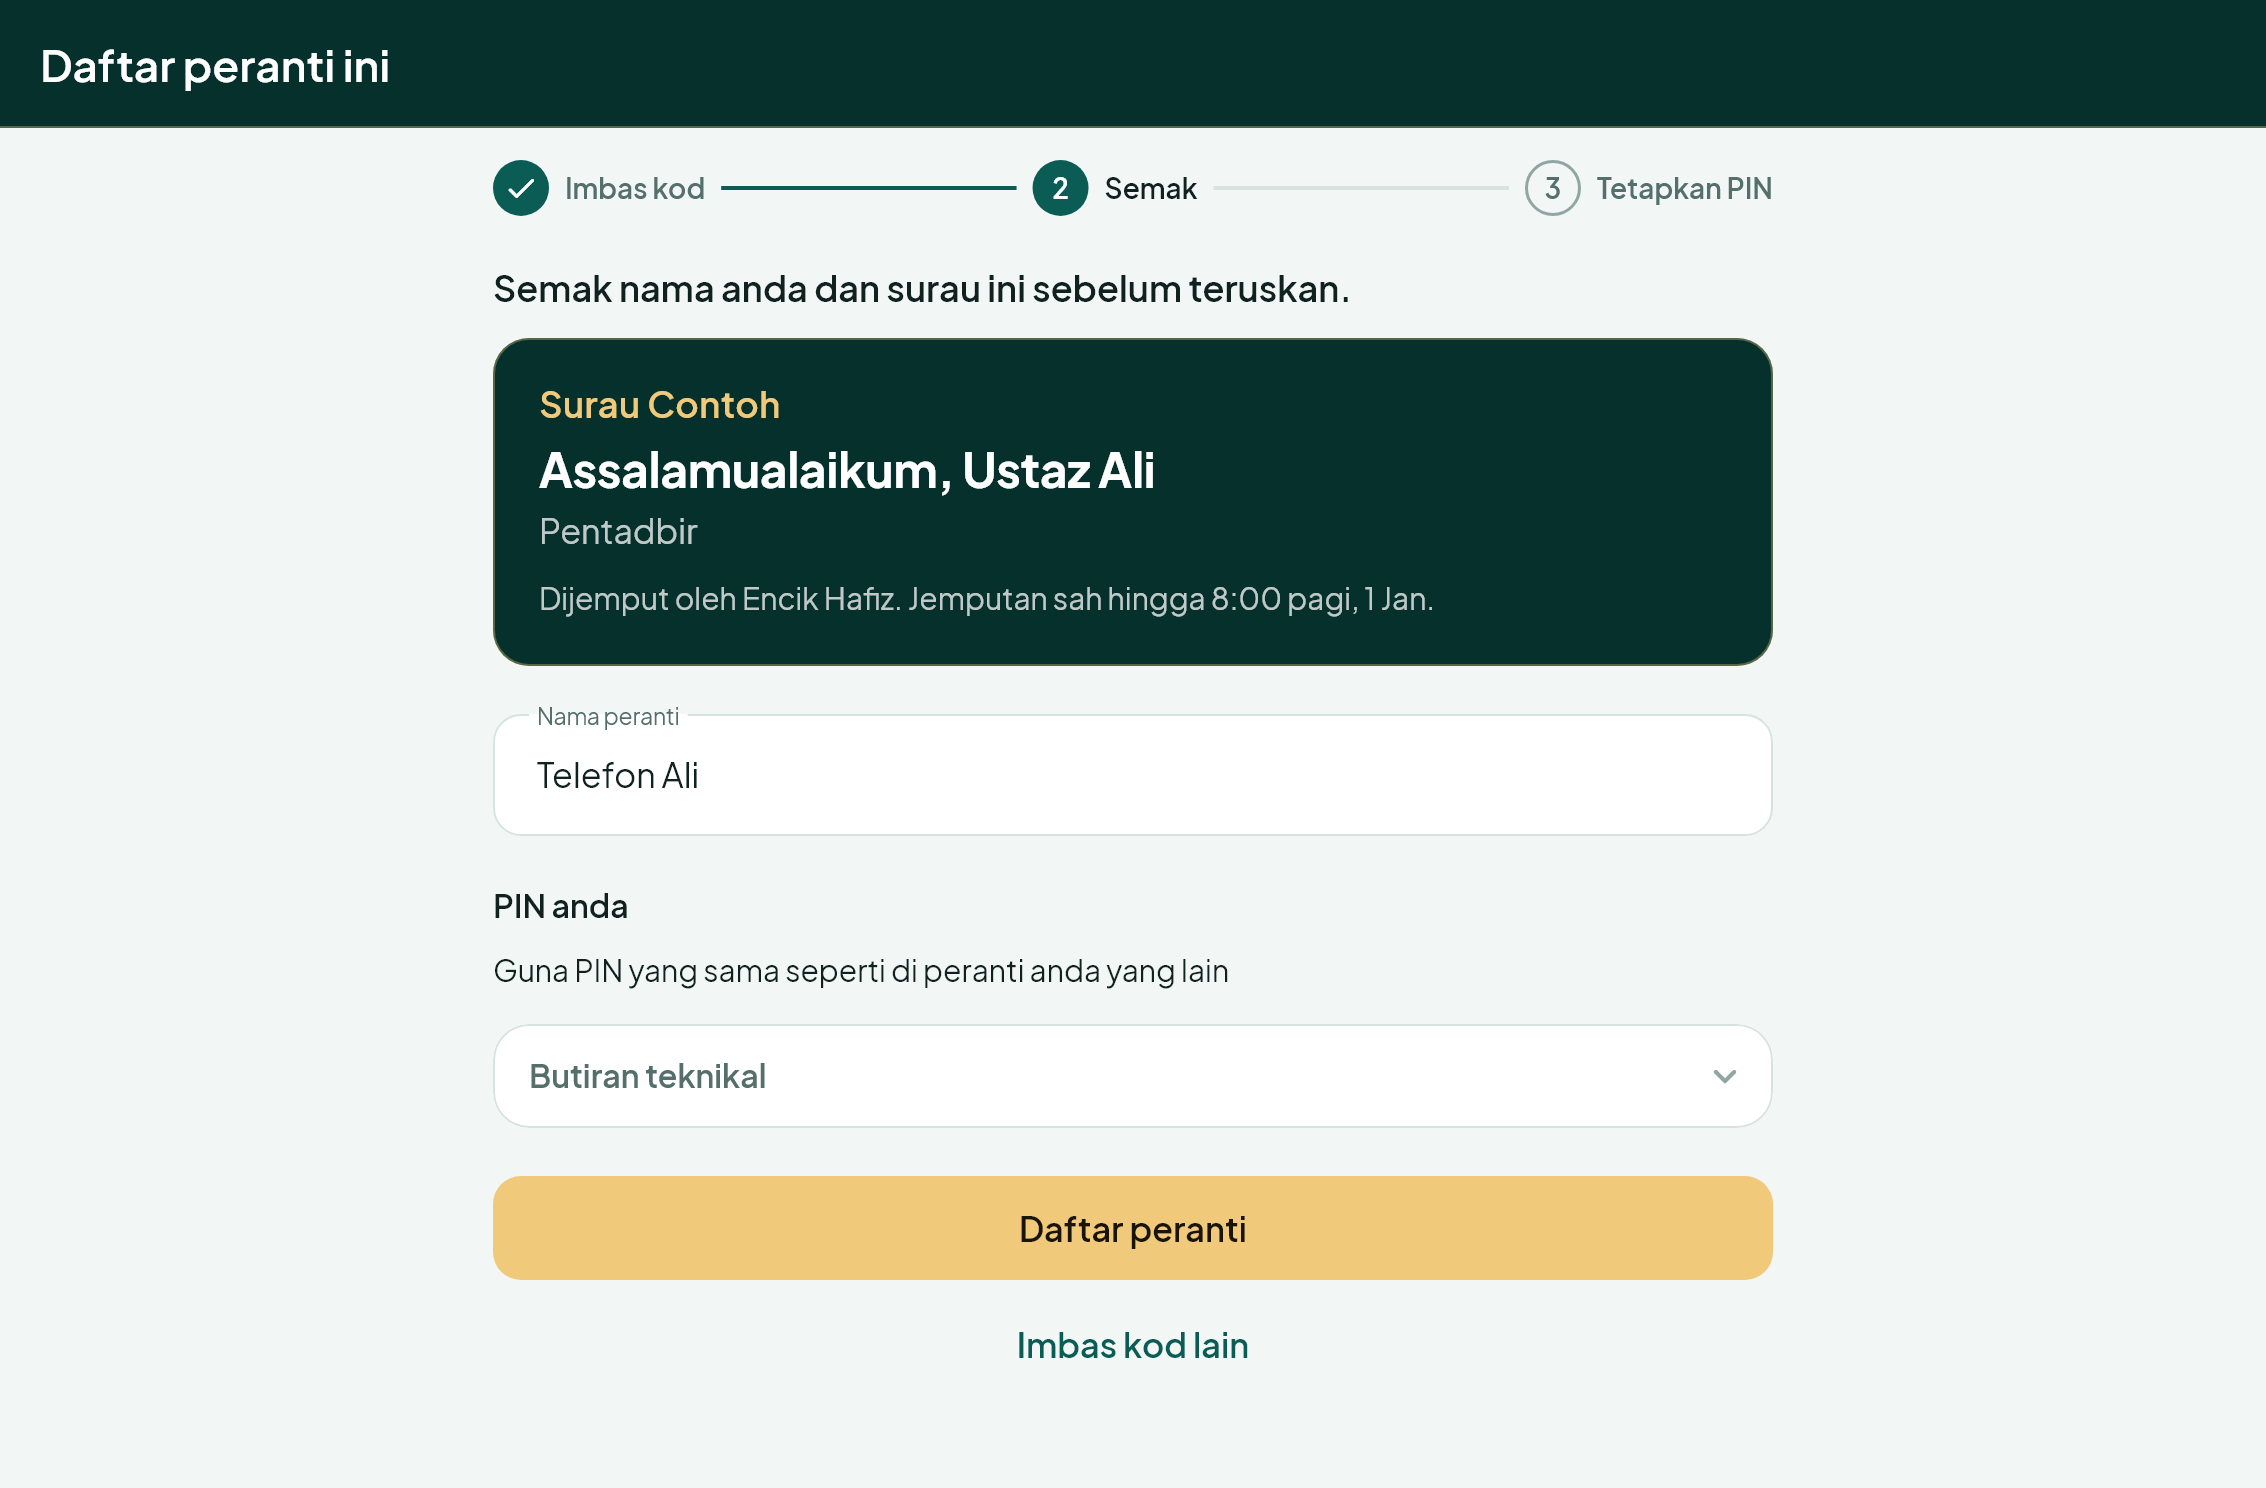 Daftar peranti ini
Imbas kod
2 Semak
3 Tetapkan PIN
Semak nama anda dan surau ini sebelum teruskan.
Surau Contoh
Assalamualaikum, Ustaz Ali
Pentadbir
Dijemput oleh Encik Hafiz. Jemputan sah hingga 8:00 pagi, 1 Jan.
Nama peranti
Telefon Ali
PIN anda
Guna PIN yang sama seperti di peranti anda yang lain
Butiran teknikal
Daftar peranti
Imbas kod lain